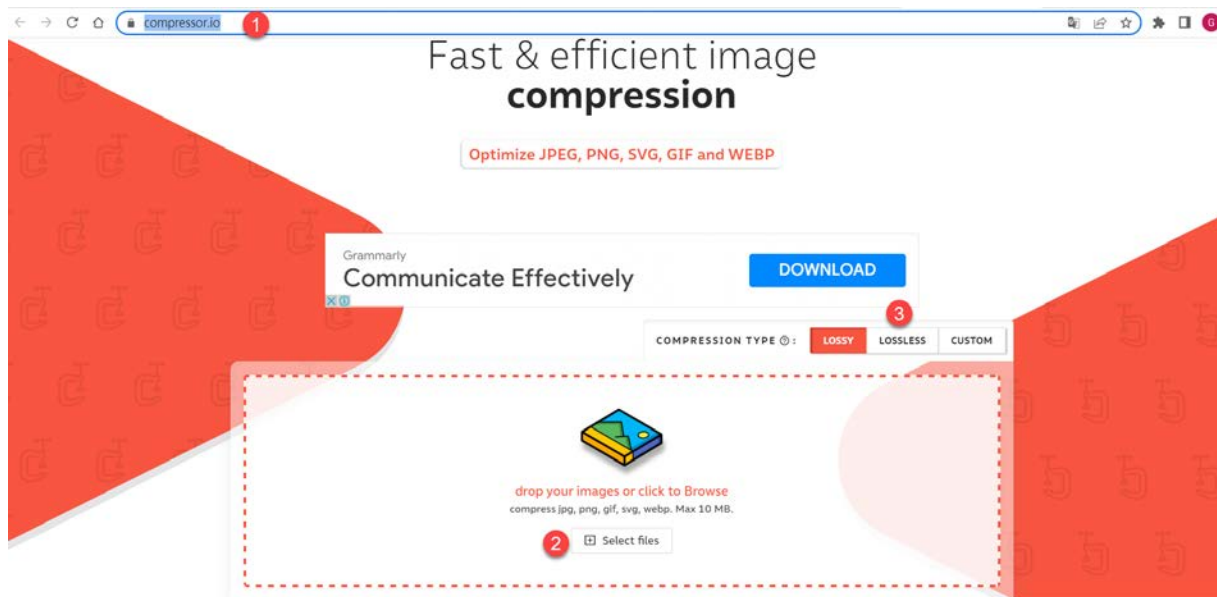 compressor.io
1
G
Fast & efficient image
compression
Optimize JPEG, PNG, SVG, GIF and WEBP
Grammarly
Communicate Effectively
DOWNLOAD
3
COMPRESSION TYPE ? :
LOSSY
LOSSLESS
CUSTOM
drop your images or click to Browse
compress jpg, png, gif, svg, webp. Max 10 MB.
2
Select files